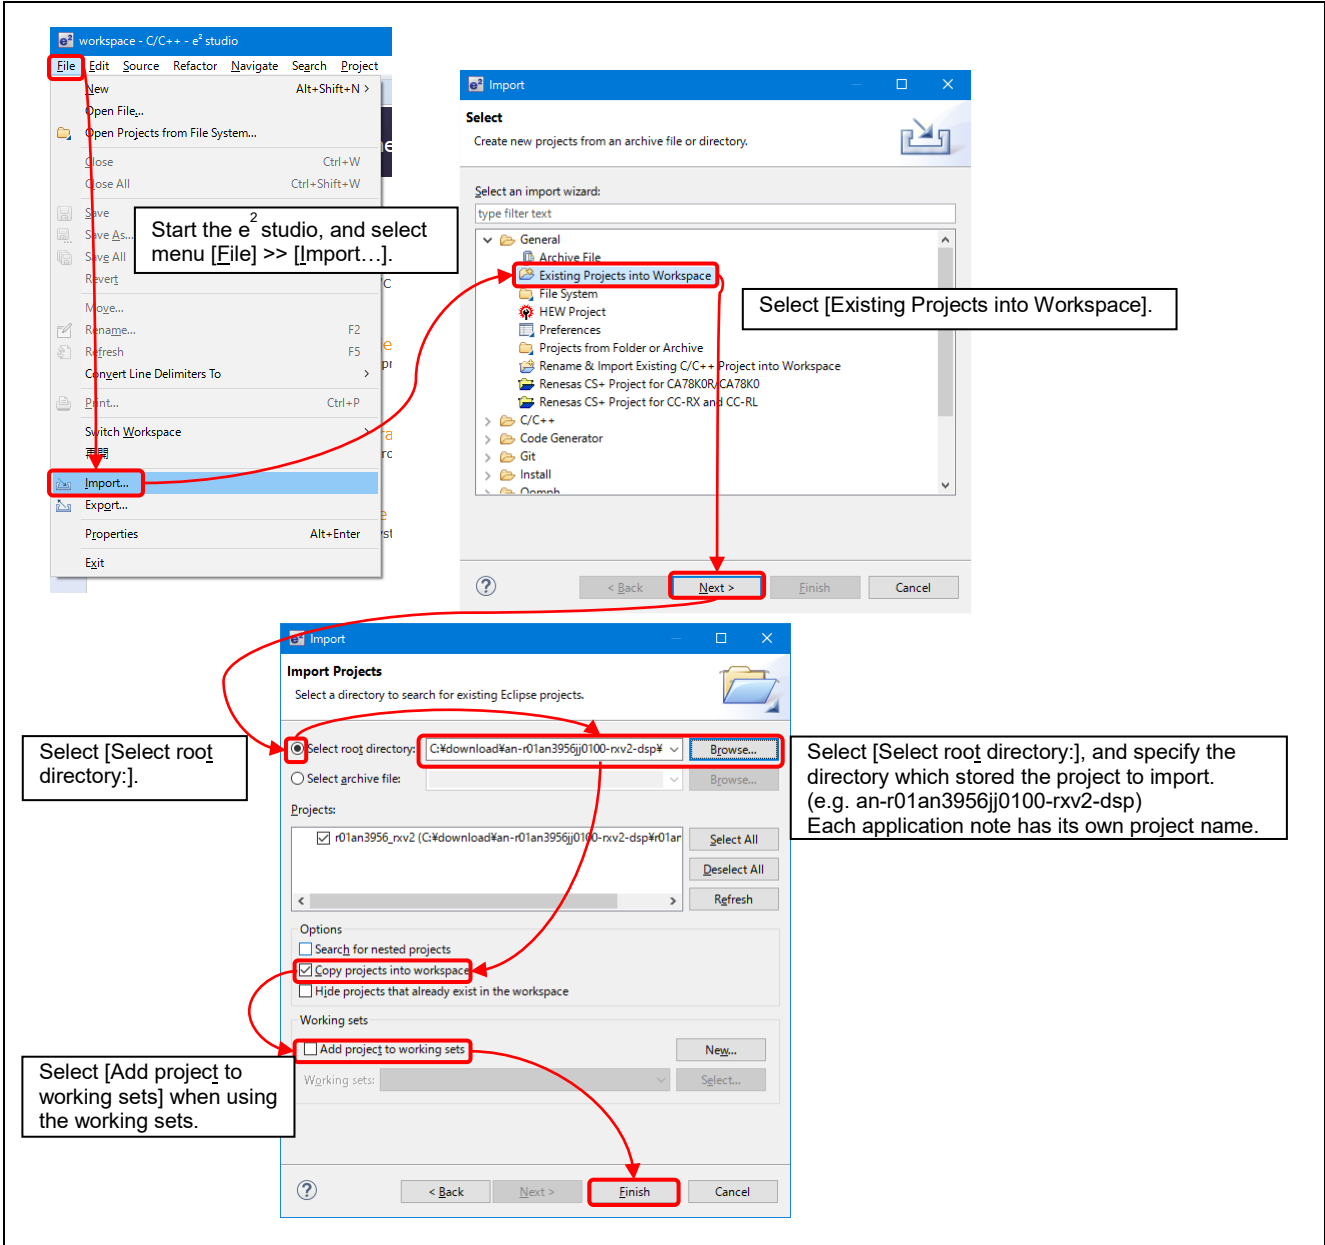 workspace - C/C++ - e² studio
File Edit Source Refactor Navigate Search Project
New Alt+Shift+N >
Open File...
Open Projects from File System...
Close Ctrl+W
Close All Ctrl+Shift+W
Save
Save As...
Save All
Revert
Move...
Rename... F2
Refresh F5
Convert Line Delimiters To >
Print... Ctrl+P
Switch Workspace >
再開
Import...
Export...
Properties Alt+Enter
Exit
Start the e² studio, and select
menu [File] >> [Import…].
e² Import
Select
Create new projects from an archive file or directory.
Select an import wizard:
type filter text
General
Archive File
Existing Projects into Workspace
File System
HEW Project
Preferences
Projects from Folder or Archive
Rename & Import Existing C/C++ Project into Workspace
Renesas CS+ Project for CA78K0R/CA78K0
Renesas CS+ Project for CC-RX and CC-RL
> C/C++
> Code Generator
> Git
> Install
> Oomph
? < Back Next > Finish Cancel
Select [Existing Projects into Workspace].
e² Import
Import Projects
Select a directory to search for existing Eclipse projects.
Select root directory: C:¥download¥an-r01an3956jj0100-rxv2-dsp¥ Browse...
Select archive file: Browse...
Projects:
r01an3956_rxv2 (C:¥download¥an-r01an3956jj0100-rxv2-dsp¥r01an
Select All
Deselect All
Refresh
Options
Search for nested projects
Copy projects into workspace
Hide projects that already exist in the workspace
Working sets
Add project to working sets New...
Working sets: Select...
? < Back Next > Finish Cancel
Select [Select root
directory:].
Select [Select root directory:], and specify the
directory which stored the project to import.
(e.g. an-r01an3956jj0100-rxv2-dsp)
Each application note has its own project name.
Select [Add project to
working sets] when using
the working sets.